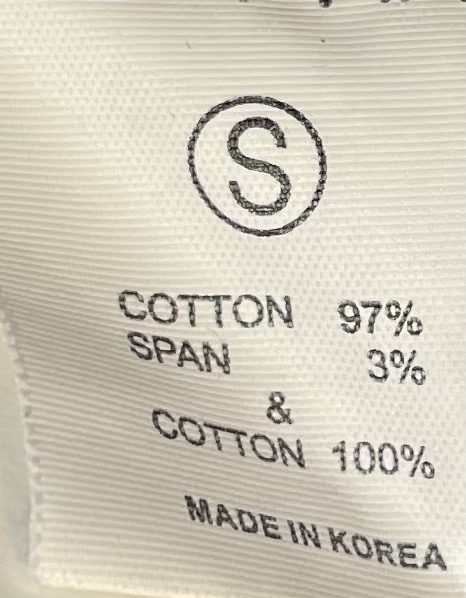 S
COTTON 97%
SPAN 3%
&
COTTON 100%
MADE IN KOREA